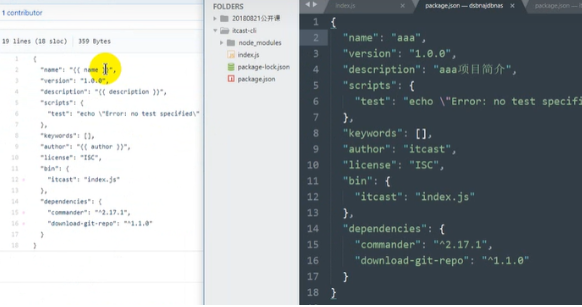 1 contributor
19 lines (18 sloc)   359 Bytes
1 {
2 "name": "{{ name }}",
3 "version": "1.0.0",
4 "description": "{{ description }}",
5 "scripts": {
6 "test": "echo \"Error: no test specified\"
7 },
8 "keywords": [],
9 "author": "{{ author }}",
10 "license": "ISC",
11 "bin": {
12 "itcast": "index.js"
13 },
14 "dependencies": {
15 "commander": "^2.17.1",
16 "download-git-repo": "^1.1.0"
17 }
18 }
FOLDERS
20180821公开课
itcast-cli
node_modules
index.js
package-lock.json
package.json
index.js
package.json — dsbnajdbnas
package.json — ds
1 {
2 "name": "aaa",
3 "version": "1.0.0",
4 "description": "aaa项目简介",
5 "scripts": {
6 "test": "echo \"Error: no test specifi
7 },
8 "keywords": [],
9 "author": "itcast",
10 "license": "ISC",
11 "bin": {
12 "itcast": "index.js"
13 },
14 "dependencies": {
15 "commander": "^2.17.1",
16 "download-git-repo": "^1.1.0"
17 }
18 }